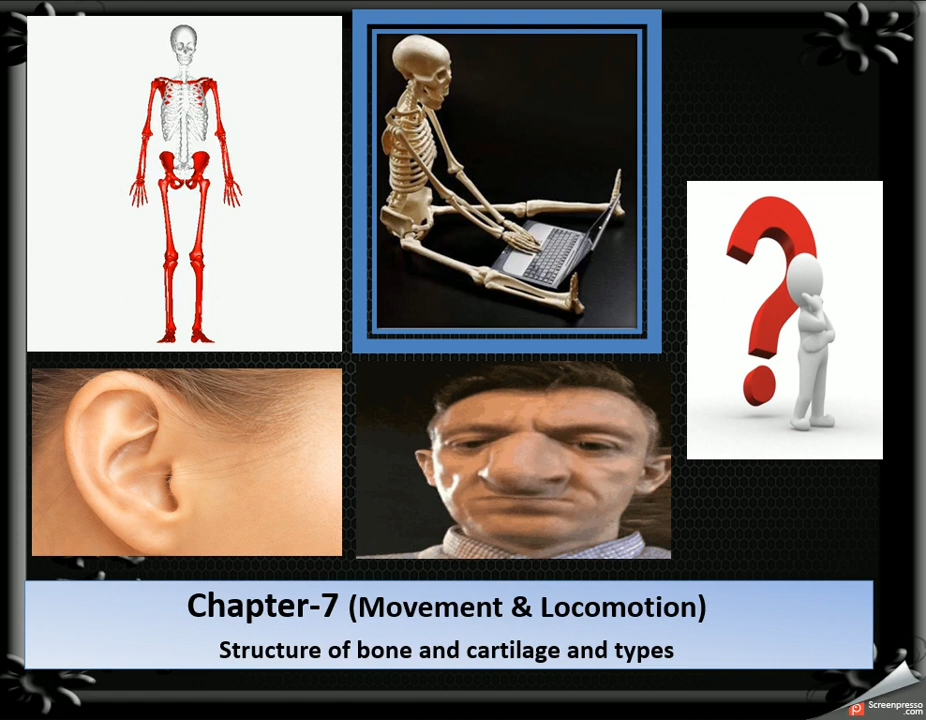 Chapter-7 (Movement & Locomotion)
Structure of bone and cartilage and types
Screenpresso
.com